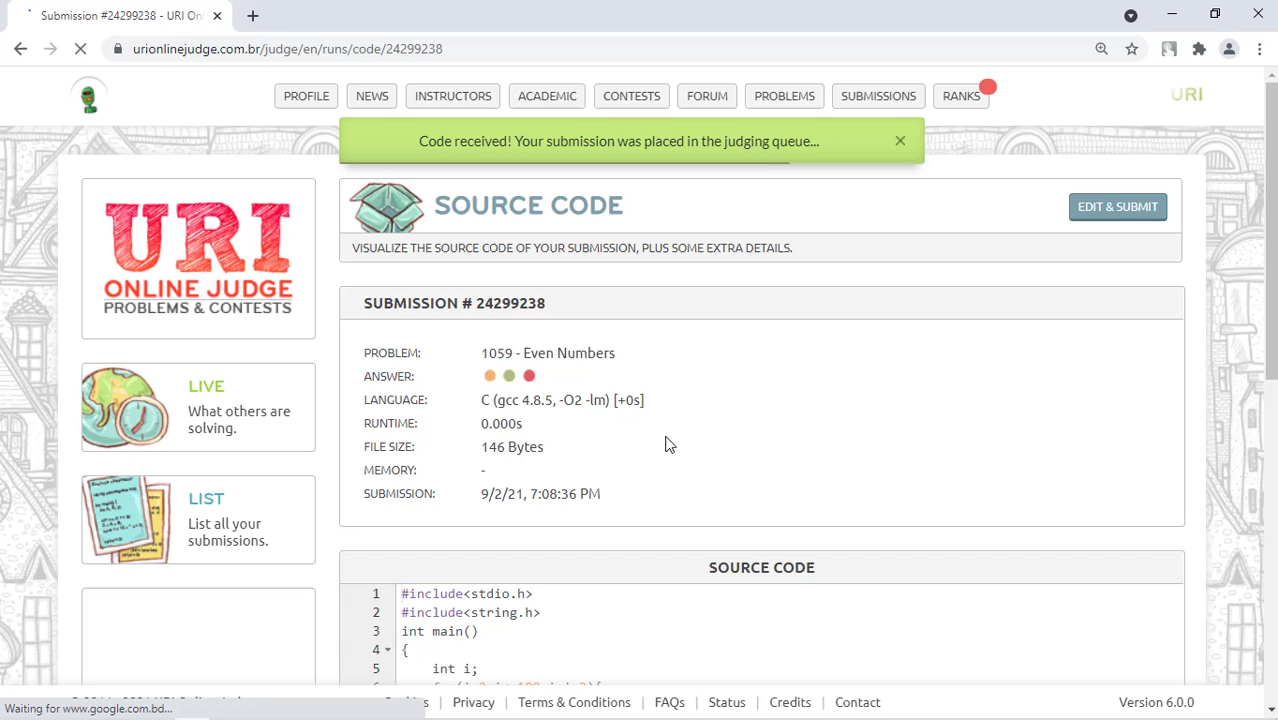 Submission #24299238 - URI Onl
urionlinejudge.com.br/judge/en/runs/code/24299238
PROFILE NEWS INSTRUCTORS ACADEMIC CONTESTS FORUM PROBLEMS SUBMISSIONS RANKS URI
Code received! Your submission was placed in the judging queue...
SOURCE CODE
EDIT & SUBMIT
VISUALIZE THE SOURCE CODE OF YOUR SUBMISSION, PLUS SOME EXTRA DETAILS.
URI
ONLINE JUDGE
PROBLEMS & CONTESTS
LIVE
What others are
solving.
LIST
List all your
submissions.
SUBMISSION # 24299238
PROBLEM: 1059 - Even Numbers
ANSWER:
LANGUAGE: C (gcc 4.8.5, -O2 -lm) [+0s]
RUNTIME: 0.000s
FILE SIZE: 146 Bytes
MEMORY: -
SUBMISSION: 9/2/21, 7:08:36 PM
SOURCE CODE
1 #include<stdio.h>
2 #include<string.h>
3 int main()
4 {
5 int i;
Privacy Terms & Conditions FAQs Status Credits Contact Version 6.0.0
Waiting for www.google.com.bd...